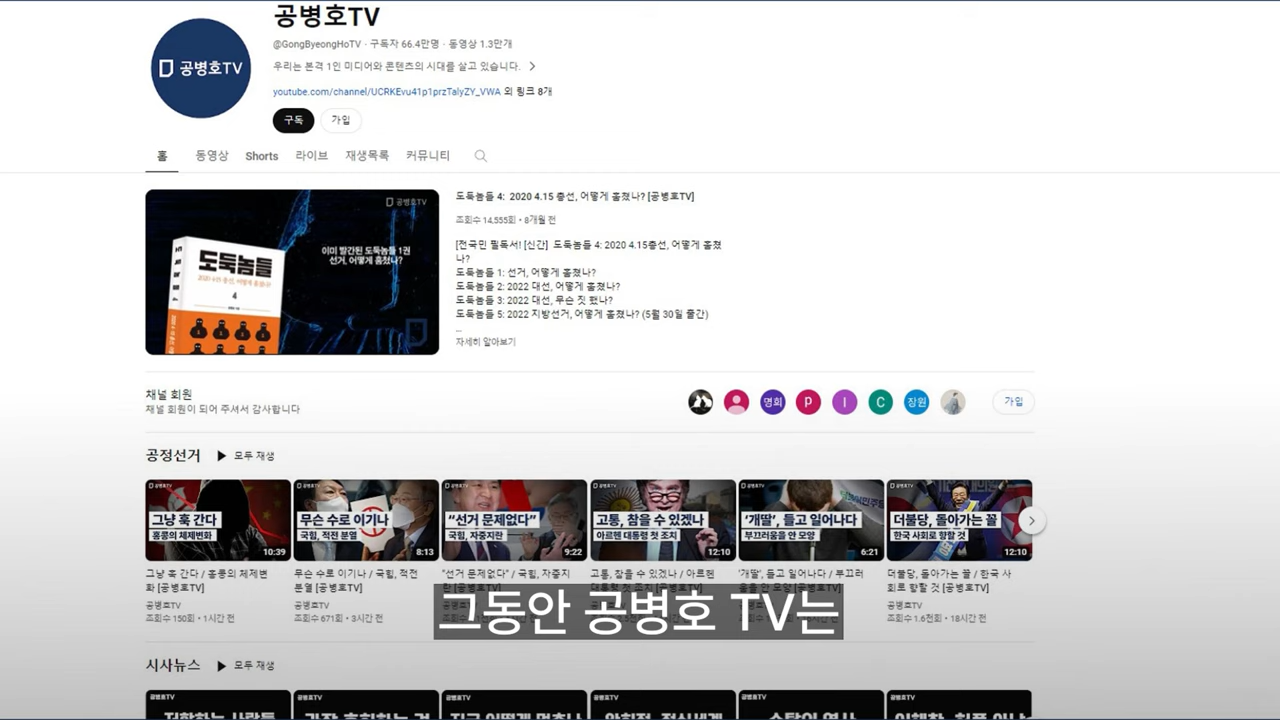 공병호TV
공병호TV
@GongByeongHoTV · 구독자 66.4만명 · 동영상 1.3만개
우리는 본격 1인 미디어와 콘텐츠의 시대를 살고 있습니다.
youtube.com/channel/UCRKEvu41p1przTalyZY_VWA 외 링크 8개
구독 가입
홈 동영상 Shorts 라이브 재생목록 커뮤니티
공병호TV
이미 발간된 도둑놈들 1권
선거, 어떻게 훔쳤나?
도둑놈들
4
도둑놈들 4: 2020 4.15 총선, 어떻게 훔쳤나? [공병호TV]
조회수 14,555회 • 8개월 전
[전국민 필독서! [신간] 도둑놈들 4: 2020 4.15총선, 어떻게 훔쳤
나?
도둑놈들 1: 선거, 어떻게 훔쳤나?
도둑놈들 2: 2022 대선, 어떻게 훔쳤나?
도둑놈들 3: 2022 대선, 무슨 짓 했나?
도둑놈들 5: 2022 지방선거, 어떻게 훔쳤나? (5월 30일 출간)
...
자세히 알아보기
채널 회원
채널 회원이 되어 주셔서 감사합니다
명희 P I C 장원 가입
공정선거 ▶ 모두 재생
그냥 훅 간다
홍콩의 체제변화
10:39
무슨 수로 이기나
국힘, 적전 분열
8:13
“선거 문제없다”
국힘, 자중지란
9:22
고통, 참을 수 있겠나
아르헨 대통령 첫 조치
12:10
‘개딸’, 들고 일어나다
부끄러움을 안 모양
6:21
더불당, 돌아가는 꼴
한국 사회로 향할 것
12:10
그냥 훅 간다 / 홍콩의 체제변
화 [공병호TV]
공병호TV
조회수 150회 • 1시간 전
무슨 수로 이기나 / 국힘, 적전
분열 [공병호TV]
공병호TV
조회수 671회 • 3시간 전
"선거 문제없다" / 국힘, 자중지
고통, 참을 수 있겠나 / 아르헨
'개딸', 들고 일어나다 / 부끄러
더불당, 돌아가는 꼴 / 한국 사
회로 향할 것 [공병호TV]
공병호TV
조회수 1.6천회 • 18시간 전
그동안 공병호 TV는
시사뉴스 ▶ 모두 재생